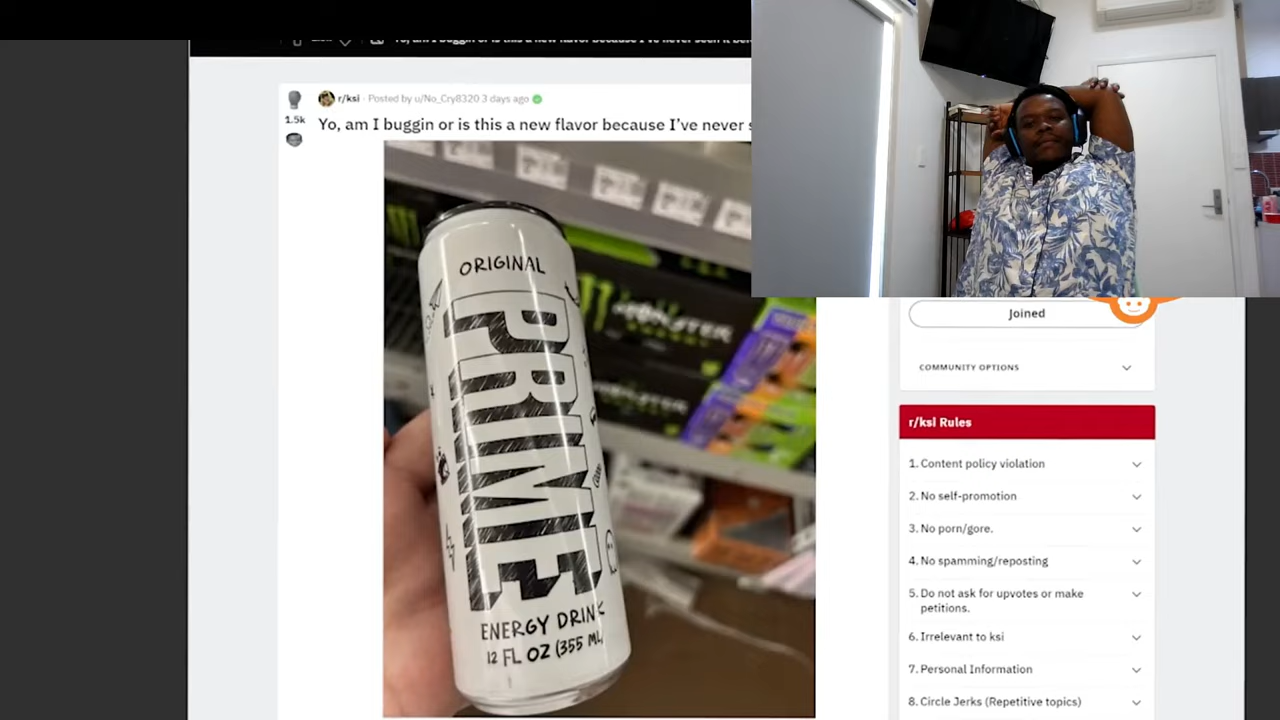 r/ksi · Posted by u/No_Cry8320 3 days ago
1.5k
Yo, am I buggin or is this a new flavor because I've never
ORIGINAL
PRIME
ENERGY DRINK
12 FL OZ (355 ML
MONSTER
Joined
COMMUNITY OPTIONS
r/ksi Rules
1. Content policy violation
2. No self-promotion
3. No porn/gore.
4. No spamming/reposting
5. Do not ask for upvotes or make
petitions.
6. Irrelevant to ksi
7. Personal Information
8. Circle Jerks (Repetitive topics)